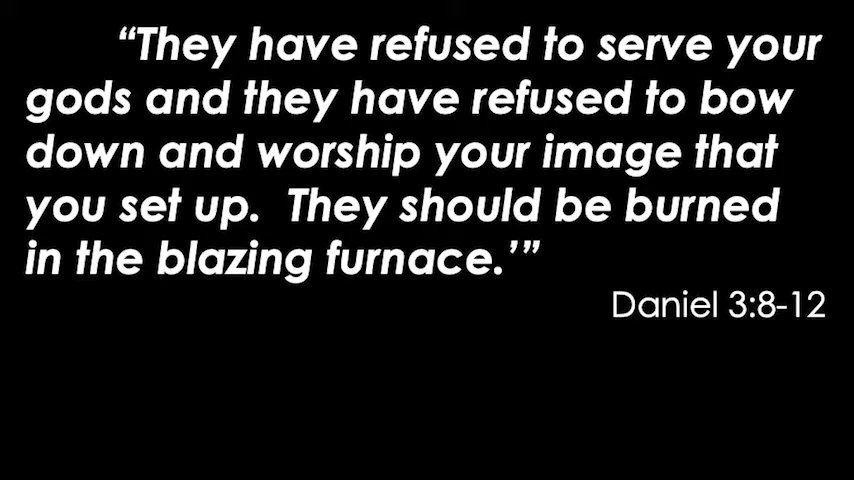 “They have refused to serve your
gods and they have refused to bow
down and worship your image that
you set up.  They should be burned
in the blazing furnace.’”
Daniel 3:8-12